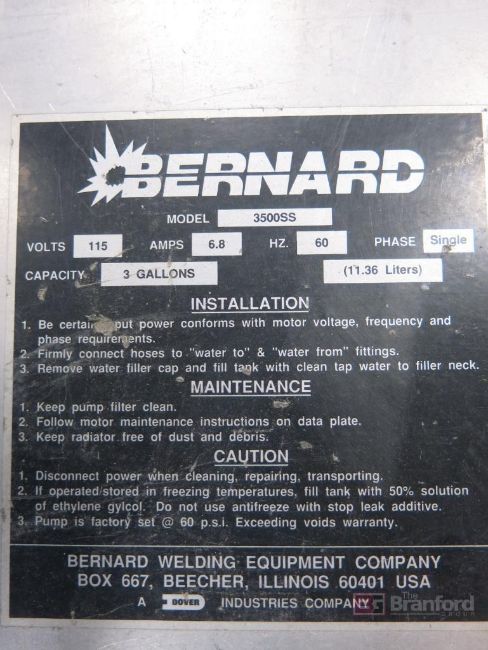 BERNARD
MODEL 3500SS
VOLTS 115 AMPS 6.8 HZ. 60 PHASE Single
CAPACITY 3 GALLONS (11.36 Liters)
INSTALLATION
1. Be certain put power conforms with motor voltage, frequency and
phase requirements.
2. Firmly connect hoses to "water to" & "water from" fittings.
3. Remove water filler cap and fill tank with clean tap water to filler neck.
MAINTENANCE
1. Keep pump filter clean.
2. Follow motor maintenance instructions on data plate.
3. Keep radiator free of dust and debris.
CAUTION
1. Disconnect power when cleaning, repairing, transporting.
2. If operated/stored in freezing temperatures, fill tank with 50% solution
of ethylene gylcol. Do not use antifreeze with stop leak additive.
3. Pump is factory set @ 60 p.s.i. Exceeding voids warranty.
BERNARD WELDING EQUIPMENT COMPANY
BOX 667, BEECHER, ILLINOIS 60401 USA
A DOVER INDUSTRIES COMPANY
The
Branford
Group